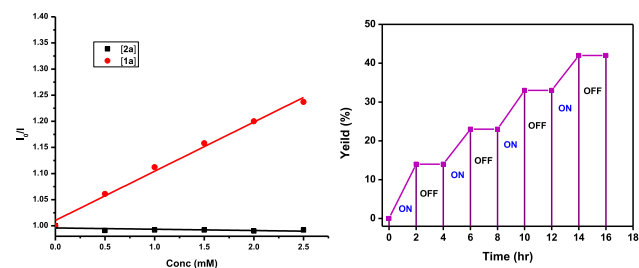 1.40
1.35
1.30
1.25
1.20
1.15
1.10
1.05
1.00
I₀/I
[2a]
[1a]
0.0 0.5 1.0 1.5 2.0 2.5
Conc (mM)
50
40
30
20
10
0
Yeild (%)
ON OFF ON OFF ON OFF ON OFF
0 2 4 6 8 10 12 14 16 18
Time (hr)